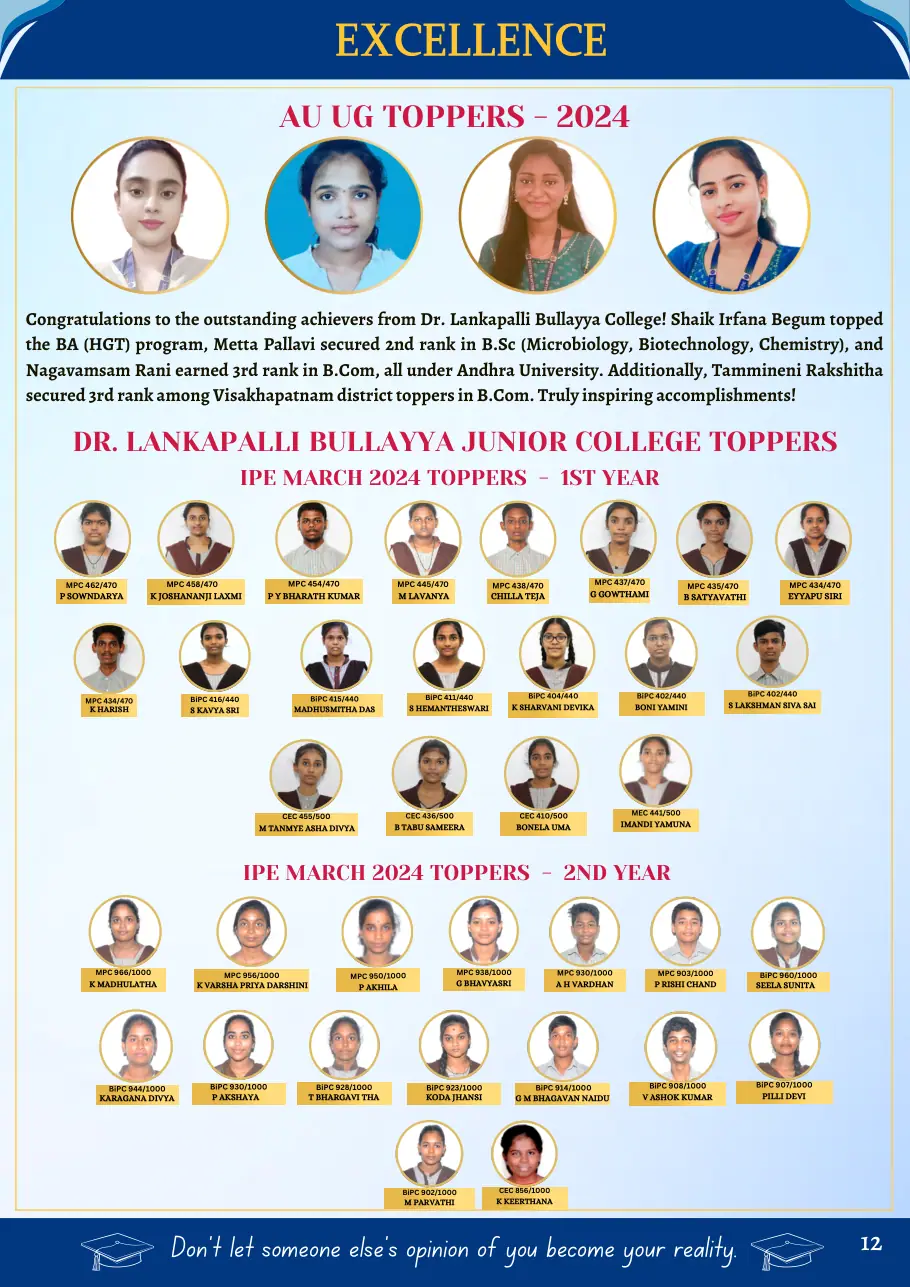 EXCELLENCE
AU UG TOPPERS - 2024
Congratulations to the outstanding achievers from Dr. Lankapalli Bullayya College! Shaik Irfana Begum topped
the BA (HGT) program, Metta Pallavi secured 2nd rank in B.Sc (Microbiology, Biotechnology, Chemistry), and
Nagavamsam Rani earned 3rd rank in B.Com, all under Andhra University. Additionally, Tammineni Rakshitha
secured 3rd rank among Visakhapatnam district toppers in B.Com. Truly inspiring accomplishments!
DR. LANKAPALLI BULLAYYA JUNIOR COLLEGE TOPPERS
IPE MARCH 2024 TOPPERS - 1ST YEAR
MPC 462/470
P SOWNDARYA
MPC 458/470
K JOSHANANJI LAXMI
MPC 454/470
P Y BHARATH KUMAR
MPC 445/470
M LAVANYA
MPC 438/470
CHILLA TEJA
MPC 437/470
G GOWTHAMI
MPC 435/470
B SATYAVATHI
MPC 434/470
EYYAPU SIRI
MPC 434/470
K HARISH
BiPC 416/440
S KAVYA SRI
BiPC 415/440
MADHUSMITHA DAS
BiPC 411/440
S HEMANTHESWARI
BiPC 404/440
K SHARVANI DEVIKA
BiPC 402/440
BONI YAMINI
BiPC 402/440
S LAKSHMAN SIVA SAI
CEC 455/500
M TANMYE ASHA DIVYA
CEC 436/500
B TABU SAMEERA
CEC 410/500
BONELA UMA
MEC 441/500
IMANDI YAMUNA
IPE MARCH 2024 TOPPERS - 2ND YEAR
MPC 966/1000
K MADHULATHA
MPC 956/1000
K VARSHA PRIYA DARSHINI
MPC 950/1000
P AKHILA
MPC 938/1000
G BHAVYASRI
MPC 930/1000
A H VARDHAN
MPC 903/1000
P RISHI CHAND
BiPC 960/1000
SEELA SUNITA
BiPC 944/1000
KARAGANA DIVYA
BiPC 930/1000
P AKSHAYA
BiPC 928/1000
T BHARGAVI THA
BiPC 923/1000
KODA JHANSI
BiPC 914/1000
G M BHAGAVAN NAIDU
BiPC 908/1000
V ASHOK KUMAR
BiPC 907/1000
PILLI DEVI
BiPC 902/1000
M PARVATHI
CEC 856/1000
K KEERTHANA
Don't let someone else's opinion of you become your reality.
12